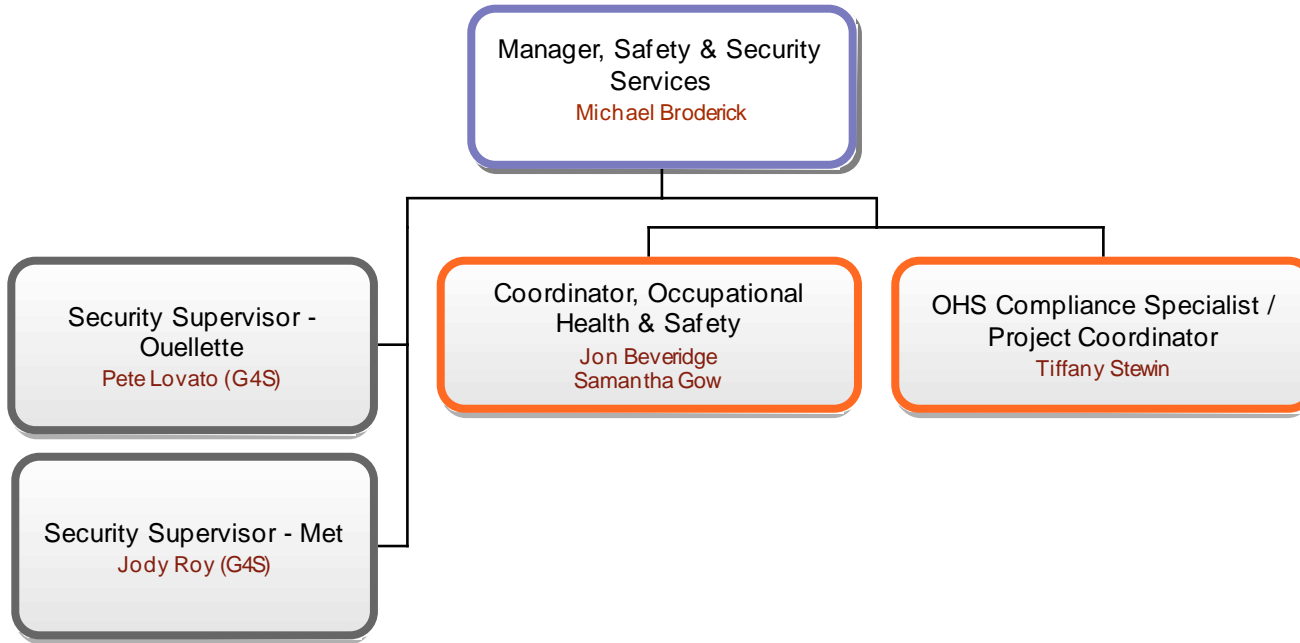 Manager, Safety & Security
Services
Michael Broderick
Security Supervisor -
Ouellette
Pete Lovato (G4S)
Coordinator, Occupational
Health & Safety
Jon Beveridge
Samantha Gow
OHS Compliance Specialist /
Project Coordinator
Tiffany Stewin
Security Supervisor - Met
Jody Roy (G4S)